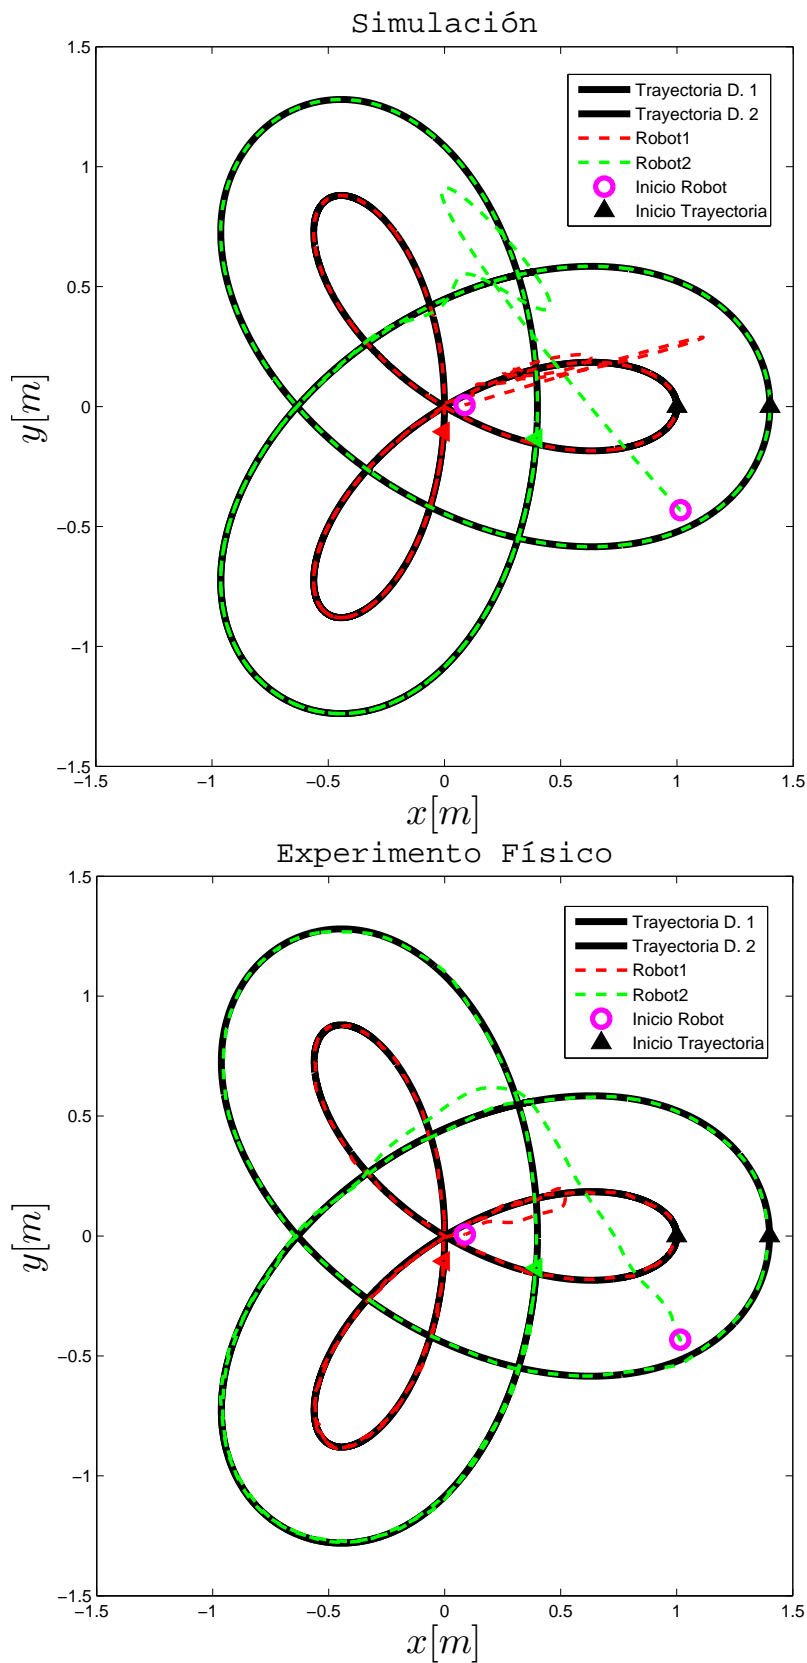 Simulación
1.5
1
0.5
0
−0.5
−1
−1.5
y[m]
Trayectoria D. 1
Trayectoria D. 2
Robot1
Robot2
Inicio Robot
Inicio Trayectoria
−1.5 −1 −0.5 0 0.5 1 1.5
x[m]
Experimento Físico
1.5
1
0.5
0
−0.5
−1
−1.5
y[m]
Trayectoria D. 1
Trayectoria D. 2
Robot1
Robot2
Inicio Robot
Inicio Trayectoria
−1.5 −1 −0.5 0 0.5 1 1.5
x[m]